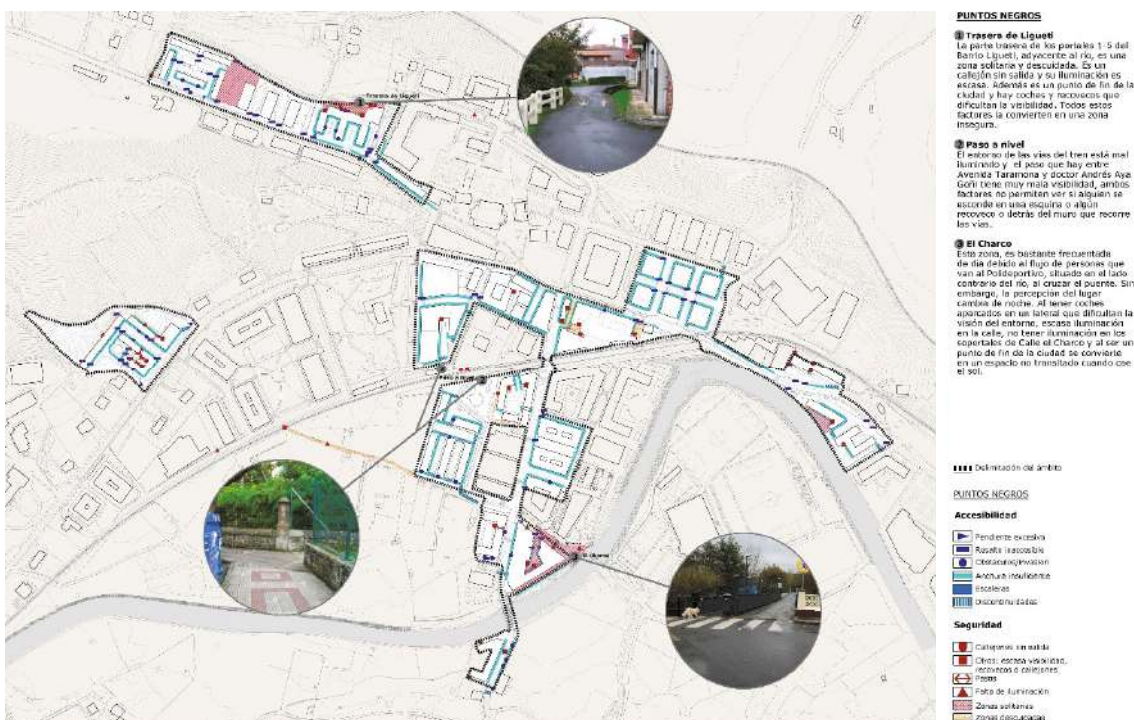 Trasera de Ligueti
PUNTOS NEGROS
1 Trasera de Ligueti
La parte trasera de los portales 1-5 del
Barrio Ligueti, adyacente al río, es una
zona solitaria y descuidada. Es un
callejón sin salida y su iluminación es
escasa. Además es un punto de fin de la
ciudad y hay coches y recovecos que
dificultan la visibilidad. Todos estos
factores la convierten en una zona
insegura.
2 Paso a nivel
El entorno de las vías del tren está mal
iluminado y el paso que hay entre
Avenida Taramona y doctor Andrés Aya
Goñi tiene muy mala visibilidad, ambos
factores no permiten ver si alguien se
esconde en una esquina o algún
recoveco o detrás del muro que recorre
las vías.
3 El Charco
Esta zona, es bastante frecuentada
de día debido al flujo de personas que
van al Polideportivo, situado en el lado
contrario del río, al cruzar el puente. Sin
embargo, la percepción del lugar
cambia de noche. Al tener coches
aparcados en un lateral que dificultan la
visión del entorno, escasa iluminación
en la calle, no tener iluminación en los
soportales de Calle el Charco y al ser un
punto de fin de la ciudad se convierte
en un espacio no transitado cuando cae
el sol.
Delimitación del ámbito
PUNTOS NEGROS
Accesibilidad
Pendiente excesiva
Resalte inaccesible
Obstáculos/Invasión
Anchura insuficiente
Escaleras
Discontinuidades
Seguridad
Callejones sin salida
Otros: escasa visibilidad,
recovecos o callejones
Pasos
Falta de iluminación
Zonas solitarias
Zonas descuidadas